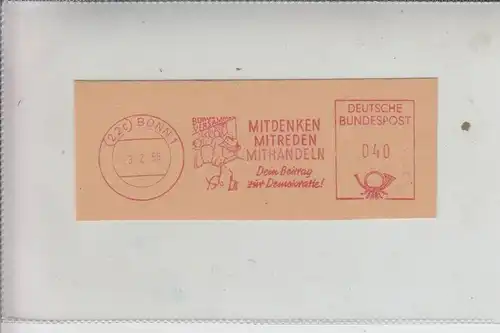 (22c) BONN 1
MITDENKEN
MITREDEN
MITHANDELN
Dein Beitrag
zur Demokratie!
DEUTSCHE
BUNDESPOST
040